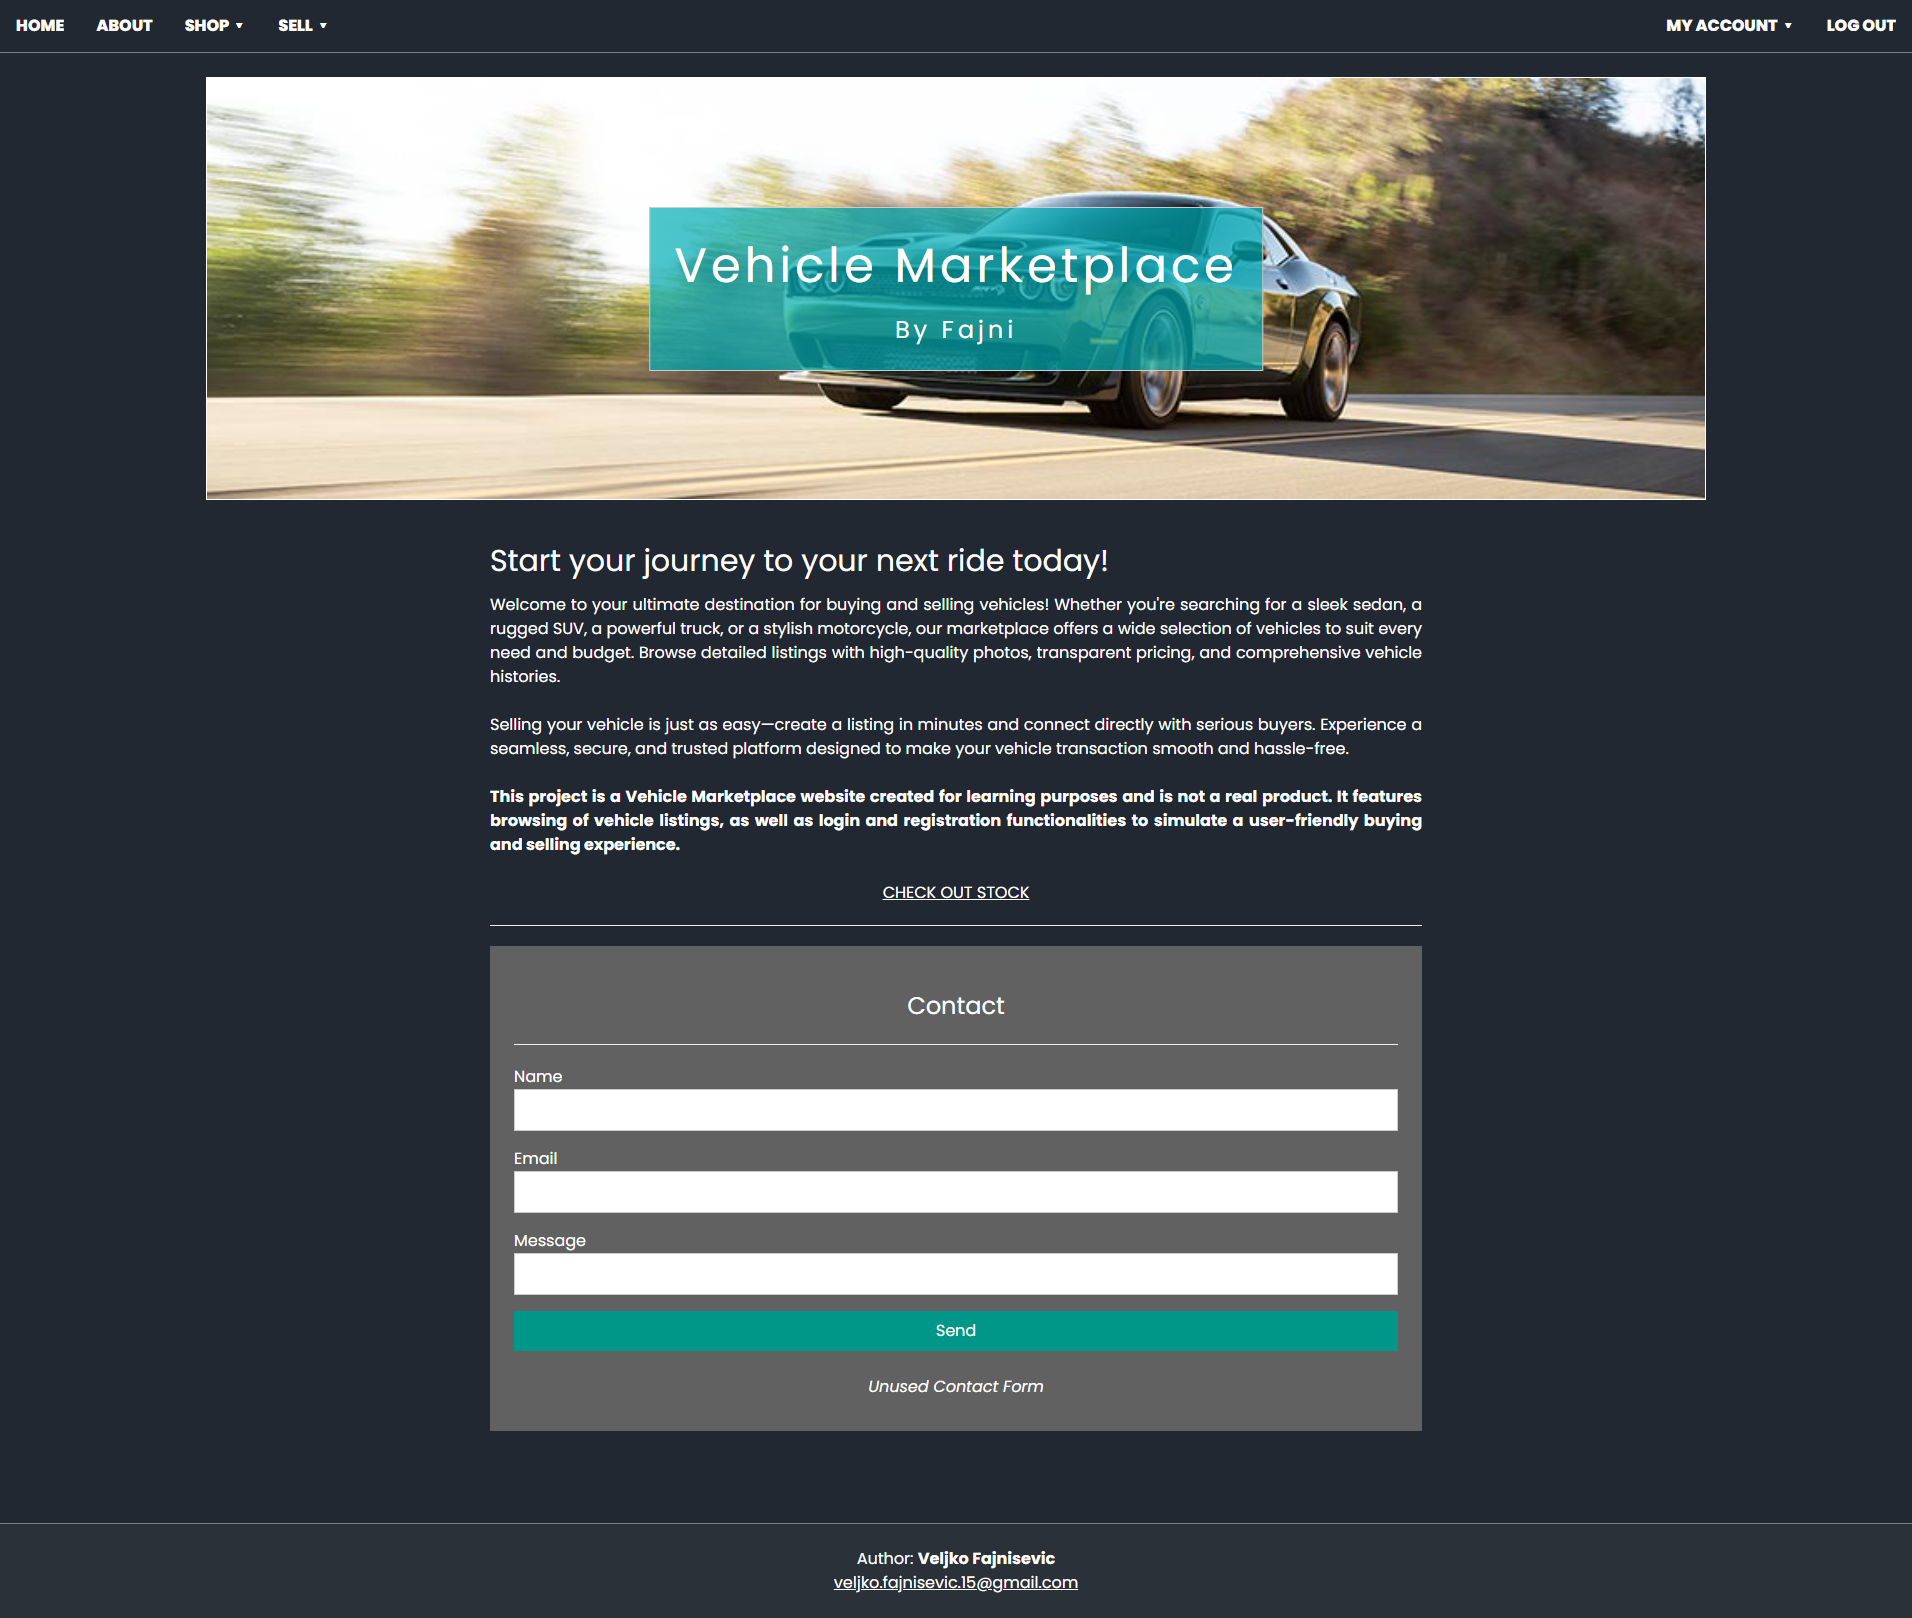 HOME ABOUT SHOP ▼ SELL ▼ MY ACCOUNT ▼ LOG OUT
Vehicle Marketplace
By Fajni
Start your journey to your next ride today!
Welcome to your ultimate destination for buying and selling vehicles! Whether you're searching for a sleek sedan, a
rugged SUV, a powerful truck, or a stylish motorcycle, our marketplace offers a wide selection of vehicles to suit every
need and budget. Browse detailed listings with high-quality photos, transparent pricing, and comprehensive vehicle
histories.
Selling your vehicle is just as easy—create a listing in minutes and connect directly with serious buyers. Experience a
seamless, secure, and trusted platform designed to make your vehicle transaction smooth and hassle-free.
This project is a Vehicle Marketplace website created for learning purposes and is not a real product. It features
browsing of vehicle listings, as well as login and registration functionalities to simulate a user-friendly buying
and selling experience.
CHECK OUT STOCK
Contact
Name
Email
Message
Send
Unused Contact Form
Author: Veljko Fajnisevic
veljko.fajnisevic.15@gmail.com